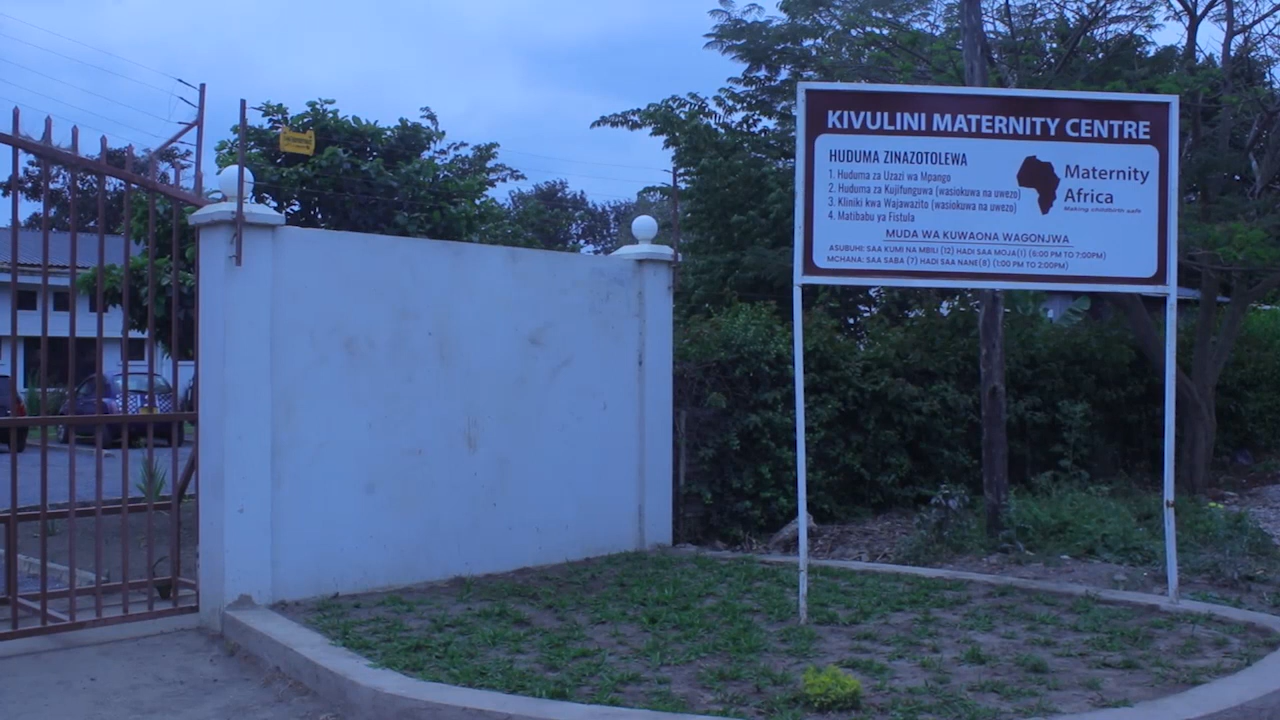 KIVULINI MATERNITY CENTRE
HUDUMA ZINAZOTOLEWA
1. Huduma za Uzazi wa Mpango
2. Huduma za Kujifunguwa (wasiokuwa na uwezo)
3. Kliniki kwa Wajawazito (wasiokuwa na uwezo)
4. Matibabu ya Fistula
Maternity
Africa
Making childbirth safe
MUDA WA KUWAONA WAGONJWA
ASUBUHI: SAA KUMI NA MBILI (12) HADI SAA MOJA(1) (6:00 PM TO 7:00PM)
MCHANA: SAA SABA (7) HADI SAA NANE(8) (1:00 PM TO 2:00PM)